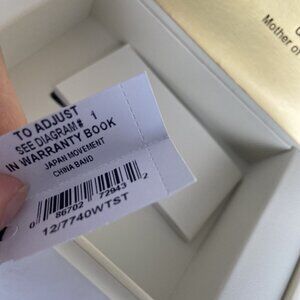 TO ADJUST
SEE DIAGRAM# 1
IN WARRANTY BOOK
JAPAN MOVEMENT
CHINA BAND
0 86702 72943 2
12/7740WTST
Mother of